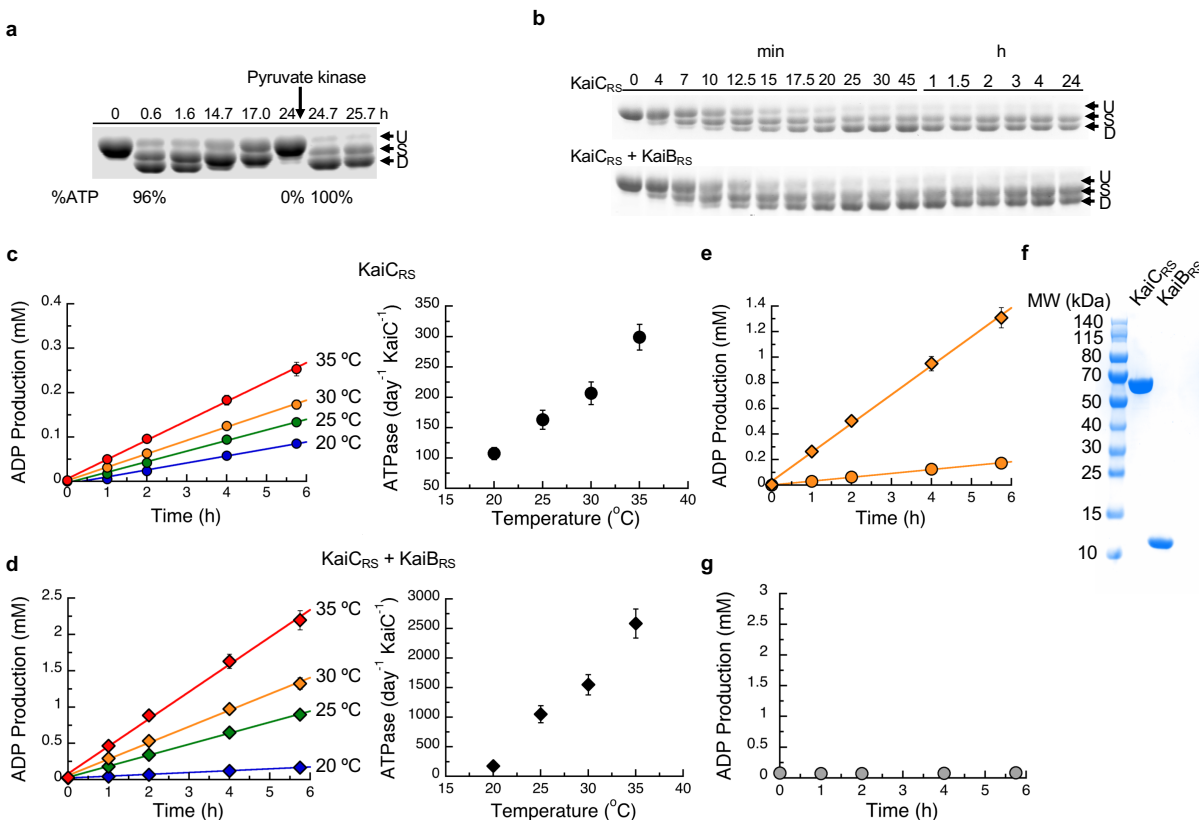 a
Pyruvate kinase
0 0.6 1.6 14.7 17.0 24 24.7 25.7 h
U
S
D
%ATP 96% 0% 100%
b
min h
KaiCRS 0 4 7 10 12.5 15 17.5 20 25 30 45 1 1.5 2 3 4 24
U
S
D
KaiCRS + KaiBRS
U
S
D
c
KaiCRS
ADP Production (mM)
0.4
0.3
0.2
0.1
0
35 ºC
30 ºC
25 ºC
20 ºC
0 1 2 3 4 5 6
Time (h)
ATPase (day-1 KaiC-1)
350
300
250
200
150
100
50
15 20 25 30 35 40
Temperature (oC)
e
ADP Production (mM)
1.4
1.2
0.8
0.6
0.4
0.2
0
0 1 2 3 4 5 6
Time (h)
f
KaiCRS
KaiBRS
MW (kDa)
140
115
80
70
50
40
30
25
15
10
d
KaiCRS + KaiBRS
ADP Production (mM)
2.5
2
1.5
1
0.5
0
35 ºC
30 ºC
25 ºC
20 ºC
0 1 2 3 4 5 6
Time (h)
ATPase (day-1 KaiC-1)
3000
2500
2000
1500
1000
500
0
15 20 25 30 35 40
Temperature (oC)
g
ADP Production (mM)
3
2.5
2
1.5
1
0.5
0
0 1 2 3 4 5 6
Time (h)